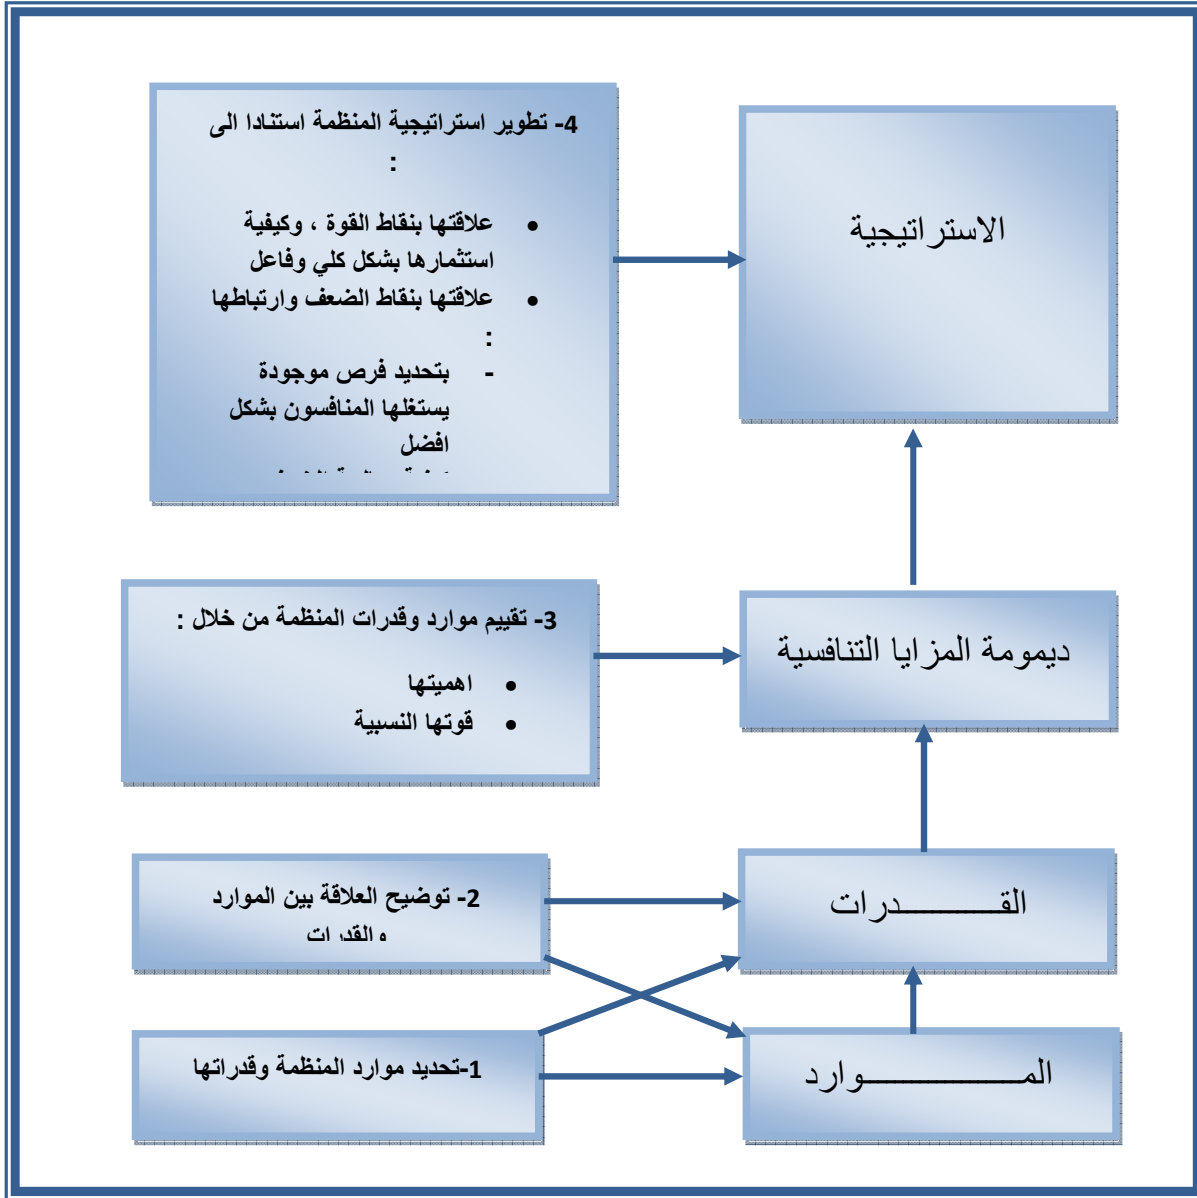 4- تطوير استراتيجية المنظمة استنادا الى
:
• علاقتها بنقاط القوة ، وكيفية
استثمارها بشكل كلي وفاعل
• علاقتها بنقاط الضعف وارتباطها
:
- بتحديد فرص موجودة
يستغلها المنافسون بشكل
افضل
الاستراتيجية
3- تقييم موارد وقدرات المنظمة من خلال :
• اهميتها
• قوتها النسبية
ديمومة المزايا التنافسية
2- توضيح العلاقة بين الموارد
والقدرات
القــــــــدرات
1-تحديد موارد المنظمة وقدراتها
المــــــــــــوارد